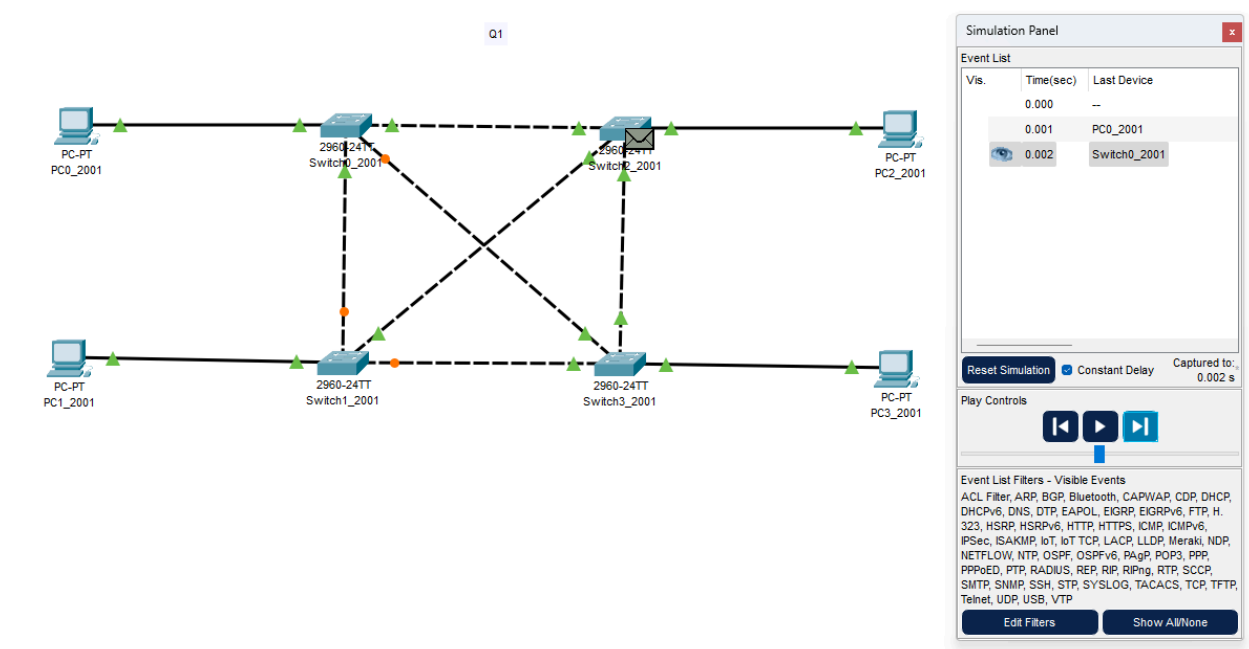 Q1
PC-PT
PC0_2001
2960-24TT
Switch0_2001
2960-24TT
Switch2_2001
PC-PT
PC2_2001
PC-PT
PC1_2001
2960-24TT
Switch1_2001
2960-24TT
Switch3_2001
PC-PT
PC3_2001
Simulation Panel
x
Event List
Vis. Time(sec) Last Device
0.000 --
0.001 PC0_2001
0.002 Switch0_2001
Reset Simulation Constant Delay Captured to:
0.002 s
Play Controls
Event List Filters - Visible Events
ACL Filter, ARP, BGP, Bluetooth, CAPWAP, CDP, DHCP,
DHCPv6, DNS, DTP, EAPOL, EIGRP, EIGRPv6, FTP, H.
323, HSRP, HSRPv6, HTTP, HTTPS, ICMP, ICMPv6,
IPSec, ISAKMP, IoT, IoT TCP, LACP, LLDP, Meraki, NDP,
NETFLOW, NTP, OSPF, OSPFv6, PAgP, POP3, PPP,
PPPoED, PTP, RADIUS, REP, RIP, RIPng, RTP, SCCP,
SMTP, SNMP, SSH, STP, SYSLOG, TACACS, TCP, TFTP,
Telnet, UDP, USB, VTP
Edit Filters Show All/None